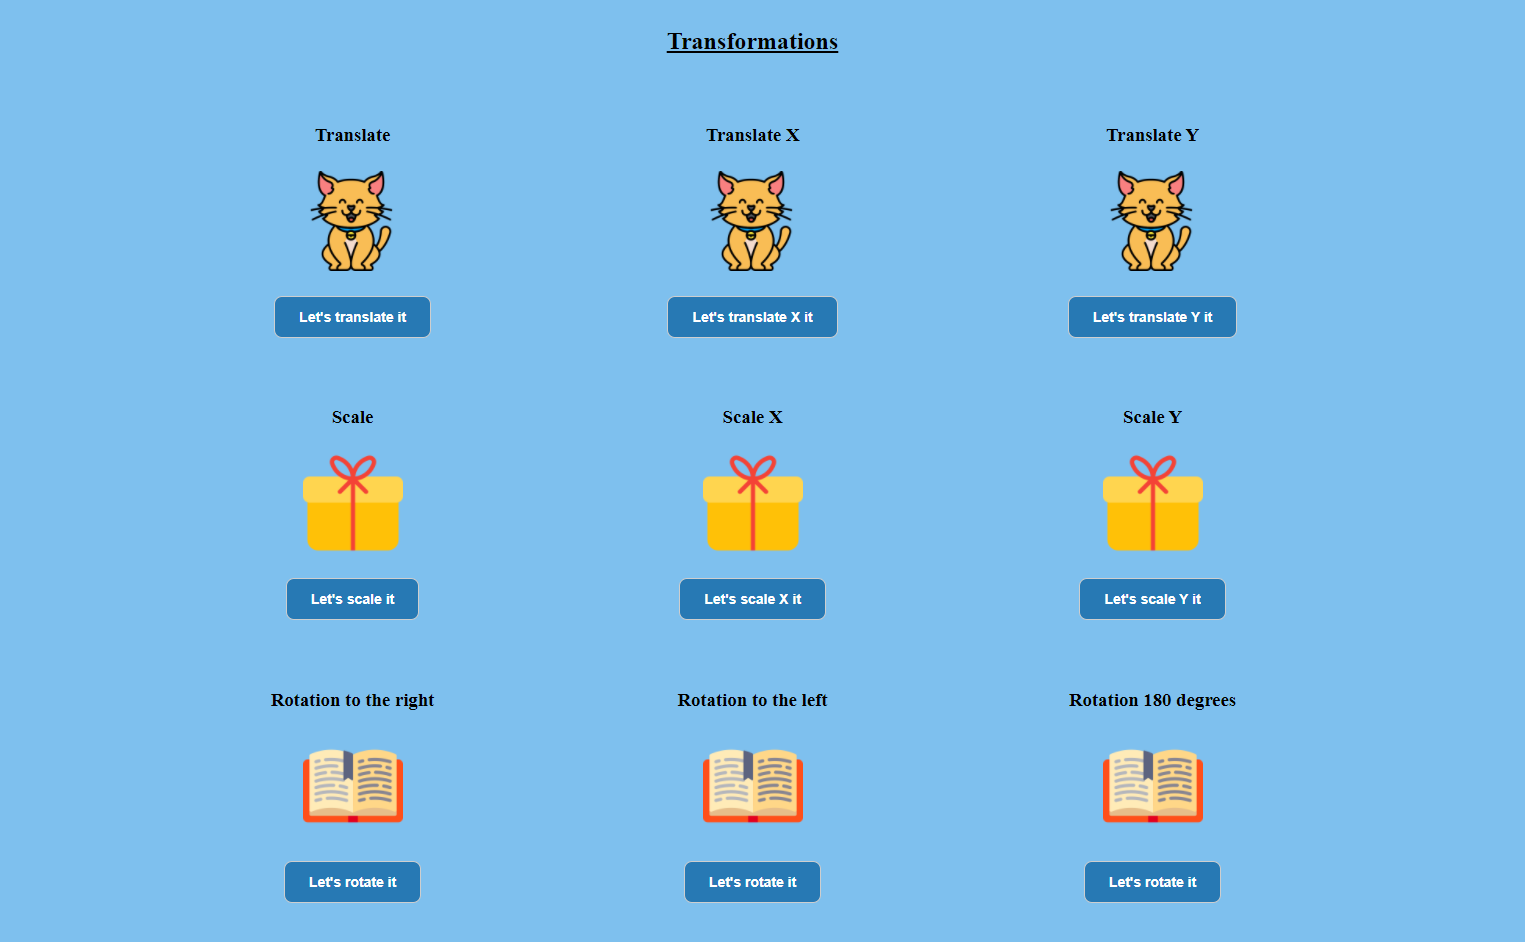 Transformations
Translate
Translate X
Translate Y
Let's translate it
Let's translate X it
Let's translate Y it
Scale
Scale X
Scale Y
Let's scale it
Let's scale X it
Let's scale Y it
Rotation to the right
Rotation to the left
Rotation 180 degrees
Let's rotate it
Let's rotate it
Let's rotate it